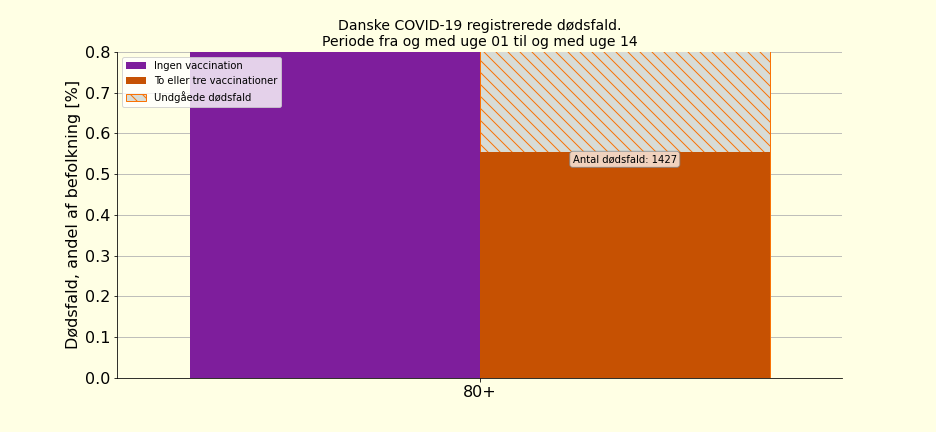 Danske COVID-19 registrerede dødsfald.
Periode fra og med uge 01 til og med uge 14
Dødsfald, andel af befolkning [%]
0.8
0.7
0.6
0.5
0.4
0.3
0.2
0.1
0.0
Ingen vaccination
To eller tre vaccinationer
Undgåede dødsfald
Antal dødsfald: 1427
80+